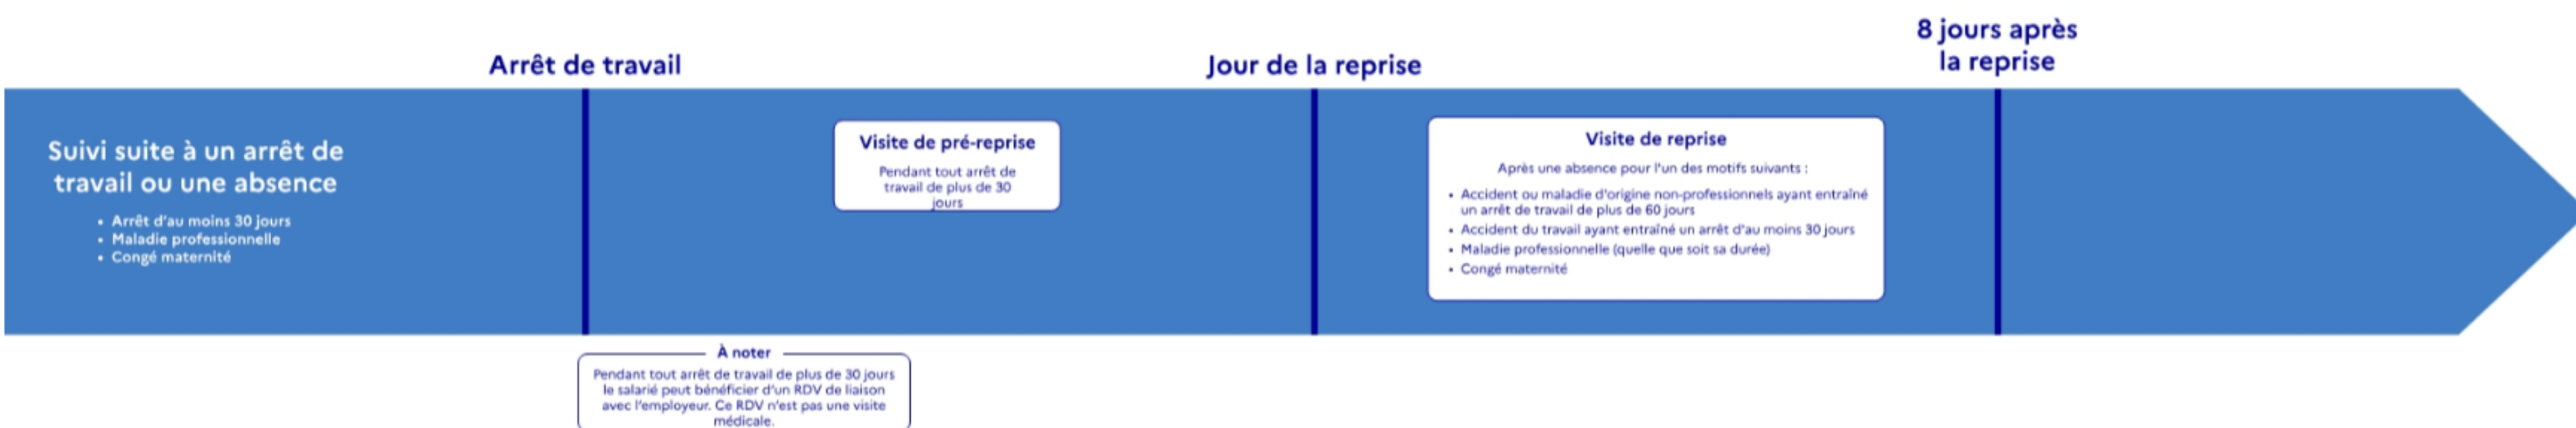 Arrêt de travail
Jour de la reprise
8 jours après
la reprise
Suivi suite à un arrêt de
travail ou une absence
• Arrêt d'au moins 30 jours
• Maladie professionnelle
• Congé maternité
Visite de pré-reprise
Pendant tout arrêt de
travail de plus de 30
jours
Visite de reprise
Après une absence pour l'un des motifs suivants :
• Accident ou maladie d'origine non-professionnels ayant entraîné
un arrêt de travail de plus de 60 jours
• Accident du travail ayant entraîné un arrêt d'au moins 30 jours
• Maladie professionnelle (quelle que soit sa durée)
• Congé maternité
À noter
Pendant tout arrêt de travail de plus de 30 jours
le salarié peut bénéficier d'un RDV de liaison
avec l'employeur. Ce RDV n'est pas une visite
médicale.